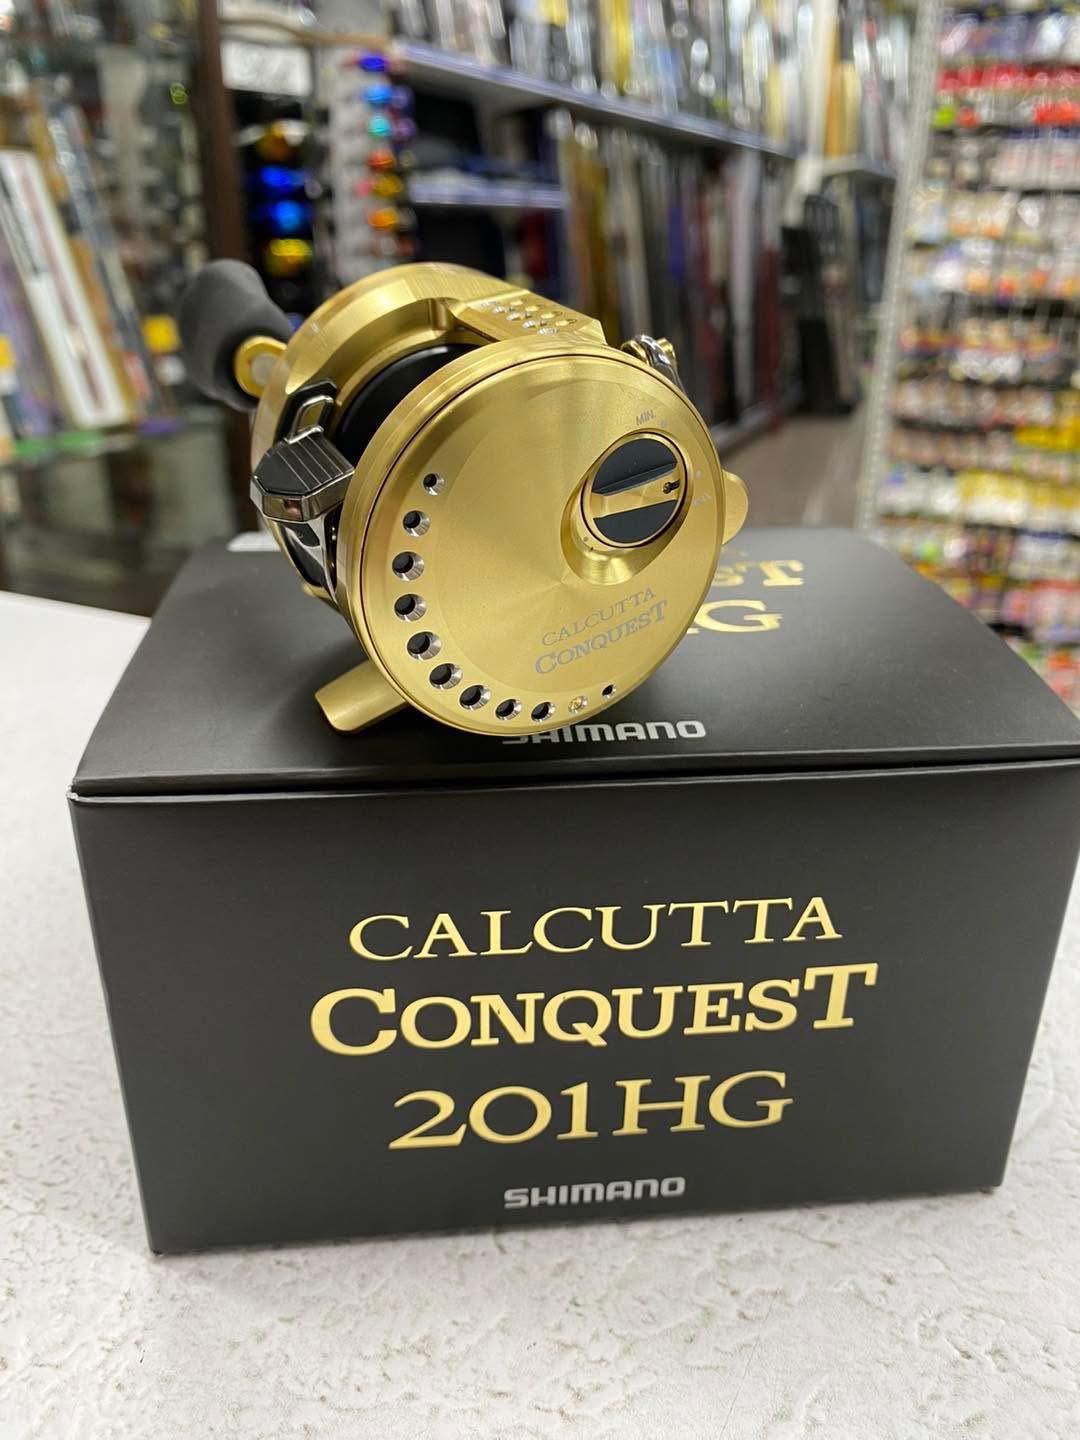 MIN.
CALCUTTA
CONQUEST
SHIMANO
CALCUTTA
CONQUEST
201HG
SHIMANO